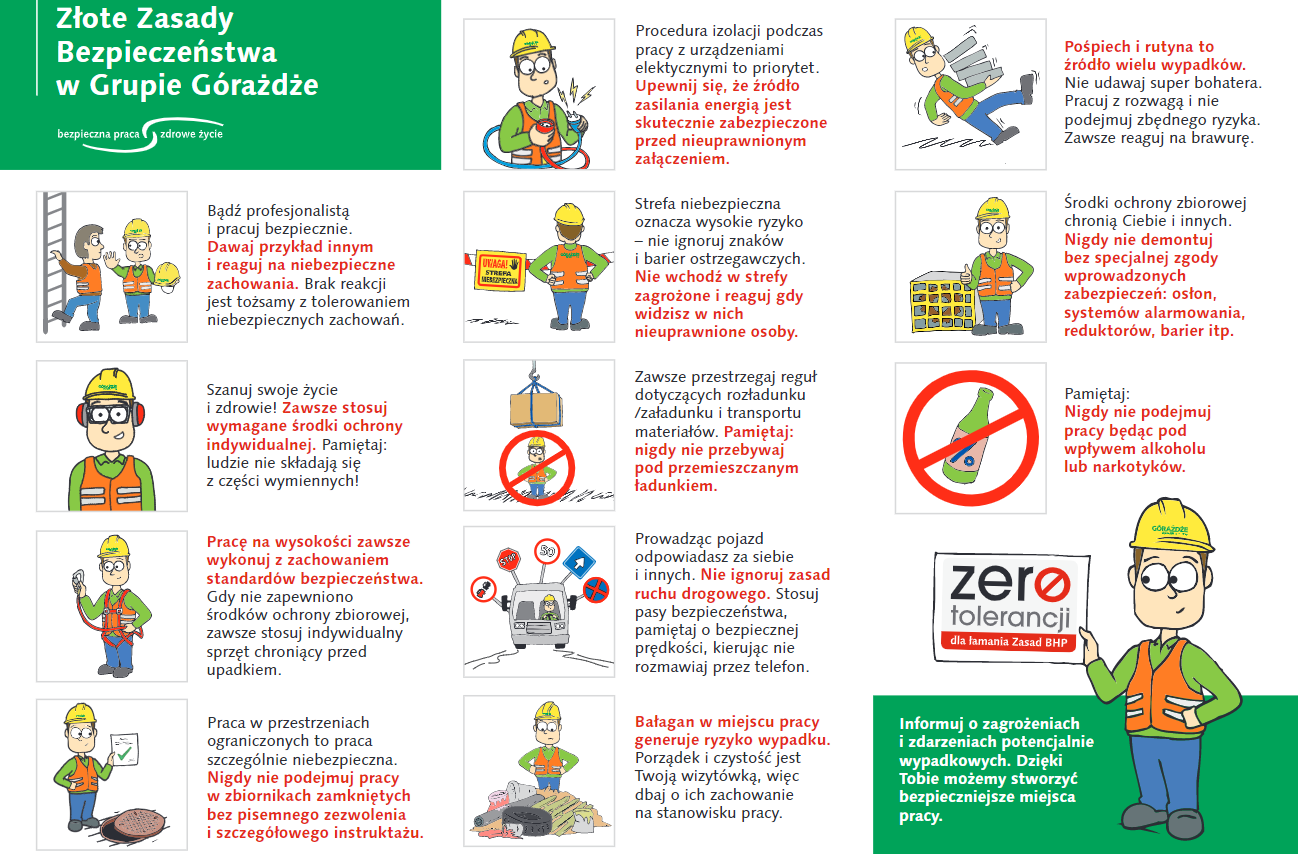 Złote Zasady
Bezpieczeństwa
w Grupie Górażdże
bezpieczna praca zdrowe życie
Bądź profesjonalistą
i pracuj bezpiecznie.
Dawaj przykład innym
i reaguj na niebezpieczne
zachowania. Brak reakcji
jest tożsamy z tolerowaniem
niebezpiecznych zachowań.
Szanuj swoje życie
i zdrowie! Zawsze stosuj
wymagane środki ochrony
indywidualnej. Pamiętaj:
ludzie nie składają się
z części wymiennych!
Pracę na wysokości zawsze
wykonuj z zachowaniem
standardów bezpieczeństwa.
Gdy nie zapewniono
środków ochrony zbiorowej,
zawsze stosuj indywidualny
sprzęt chroniący przed
upadkiem.
Praca w przestrzeniach
ograniczonych to praca
szczególnie niebezpieczna.
Nigdy nie podejmuj pracy
w zbiornikach zamkniętych
bez pisemnego zezwolenia
i szczegółowego instruktażu.
Procedura izolacji podczas
pracy z urządzeniami
elektycznymi to priorytet.
Upewnij się, że źródło
zasilania energią jest
skutecznie zabezpieczone
przed nieuprawnionym
załączeniem.
UWAGA!
STREFA
NIEBEZPIECZNA
Strefa niebezpieczna
oznacza wysokie ryzyko
– nie ignoruj znaków
i barier ostrzegawczych.
Nie wchodź w strefy
zagrożone i reaguj gdy
widzisz w nich
nieuprawnione osoby.
Zawsze przestrzegaj reguł
dotyczących rozładunku
/załadunku i transportu
materiałów. Pamiętaj:
nigdy nie przebywaj
pod przemieszczanym
ładunkiem.
STOP
50
Prowadząc pojazd
odpowiadasz za siebie
i innych. Nie ignoruj zasad
ruchu drogowego. Stosuj
pasy bezpieczeństwa,
pamiętaj o bezpiecznej
prędkości, kierując nie
rozmawiaj przez telefon.
Bałagan w miejscu pracy
generuje ryzyko wypadku.
Porządek i czystość jest
Twoją wizytówką, więc
dbaj o ich zachowanie
na stanowisku pracy.
Pośpiech i rutyna to
źródło wielu wypadków.
Nie udawaj super bohatera.
Pracuj z rozwagą i nie
podejmuj zbędnego ryzyka.
Zawsze reaguj na brawurę.
Środki ochrony zbiorowej
chronią Ciebie i innych.
Nigdy nie demontuj
bez specjalnej zgody
wprowadzonych
zabezpieczeń: osłon,
systemów alarmowania,
reduktorów, barier itp.
Pamiętaj:
Nigdy nie podejmuj
pracy będąc pod
wpływem alkoholu
lub narkotyków.
GÓRAŻDŻE
zero
tolerancji
dla łamania Zasad BHP
Informuj o zagrożeniach
i zdarzeniach potencjalnie
wypadkowych. Dzięki
Tobie możemy stworzyć
bezpieczniejsze miejsca
pracy.